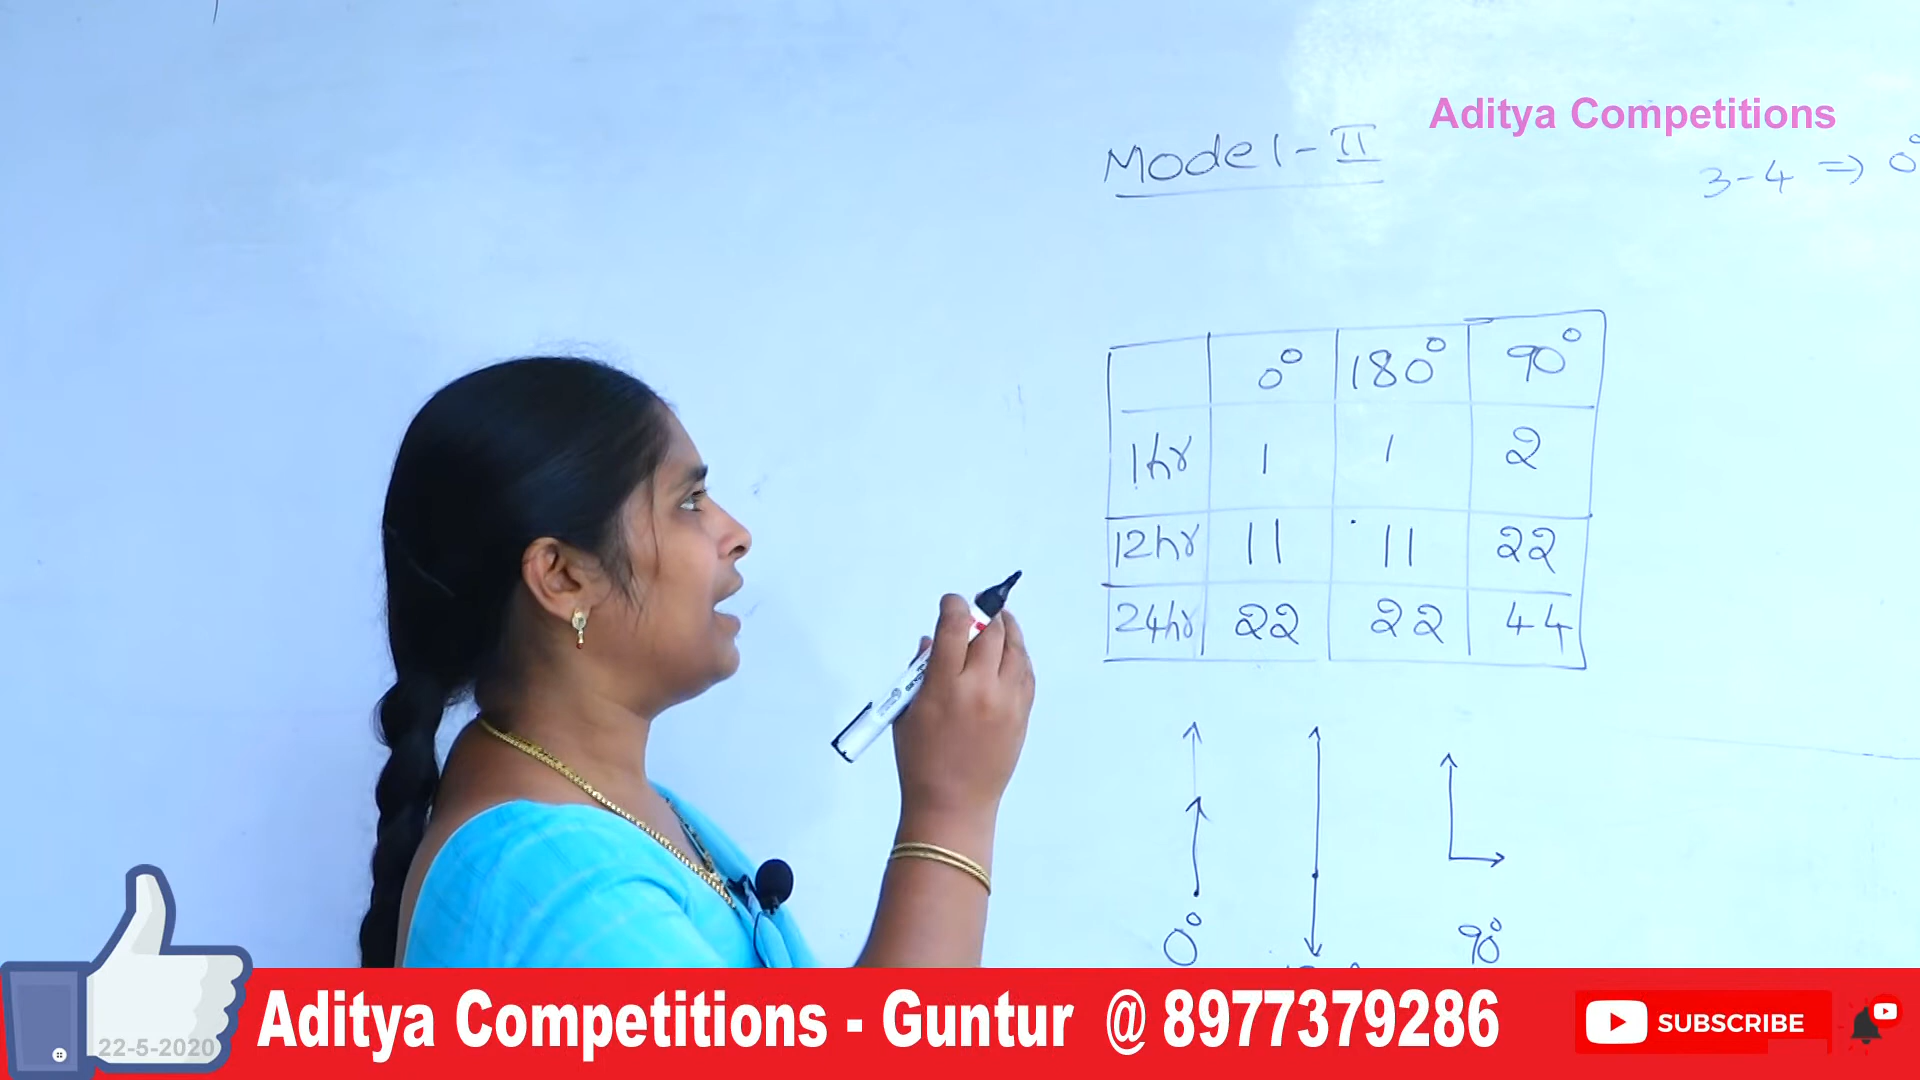 Aditya Competitions
Model - II
3-4 => 0°
0° 180° 90°
1hr 1 1 2
12hr 11 11 22
24hr 22 22 44
0° 90°
22-5-2020
Aditya Competitions - Guntur @ 8977379286
SUBSCRIBE